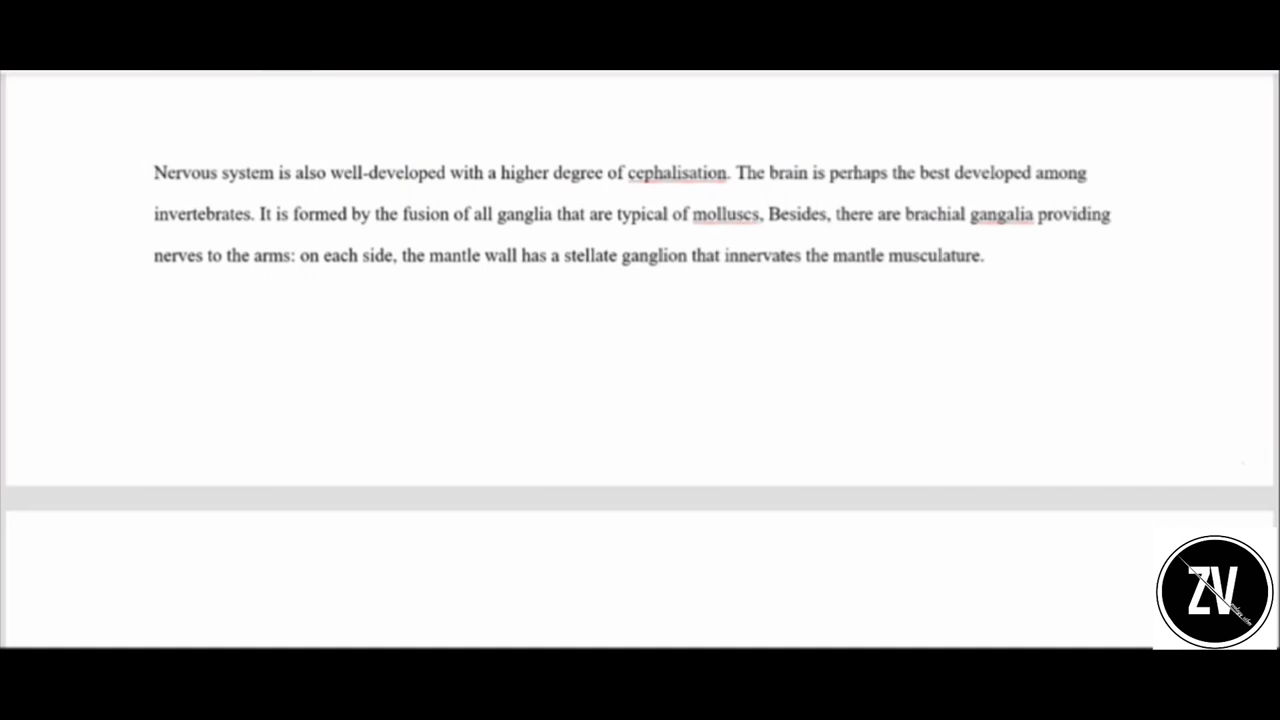 Nervous system is also well-developed with a higher degree of cephalisation. The brain is perhaps the best developed among
invertebrates. It is formed by the fusion of all ganglia that are typical of molluscs, Besides, there are brachial gangalia providing
nerves to the arms: on each side, the mantle wall has a stellate ganglion that innervates the mantle musculature.
ZV